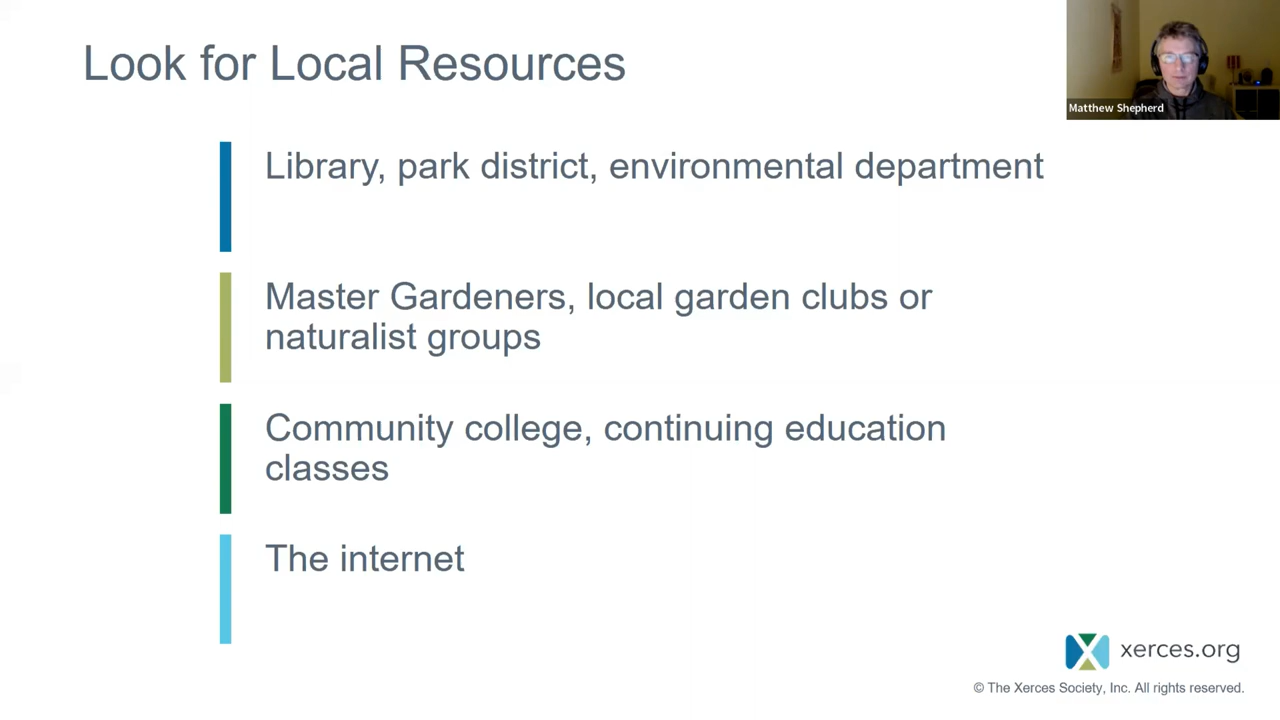 Look for Local Resources
Matthew Shepherd
Library, park district, environmental department
Master Gardeners, local garden clubs or
naturalist groups
Community college, continuing education
classes
The internet
xerces.org
© The Xerces Society, Inc. All rights reserved.